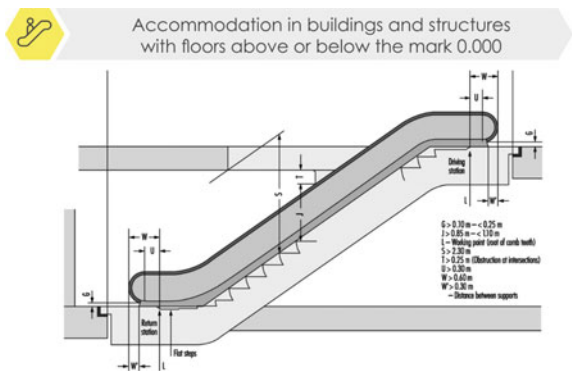 Accommodation in buildings and structures
with floors above or below the mark 0.000
W
U
G
Driving
station
T
S
J
L
W'
W
U
G
Return
station
Flat steps
W'
L
G > 0.10 m – < 0.25 m
J > 0.85 m – < 1.10 m
L – Working point (root of comb teeth)
S > 2.30 m
T > 0.25 m (Obstruction at intersections)
U > 0.30 m
W > 0.60 m
W' > 0.30 m
– Distance between supports